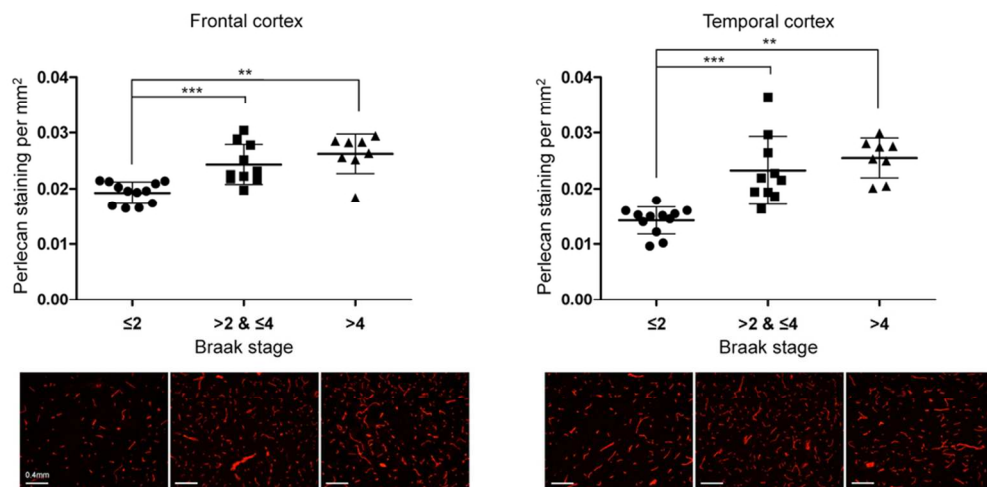 Frontal cortex
**
***
0.04
0.03
0.02
0.01
0.00
Perlecan staining per mm²
≤2 >2 & ≤4 >4
Braak stage
0.4mm
Temporal cortex
**
***
0.04
0.03
0.02
0.01
0.00
Perlecan staining per mm²
≤2 >2 & ≤4 >4
Braak stage